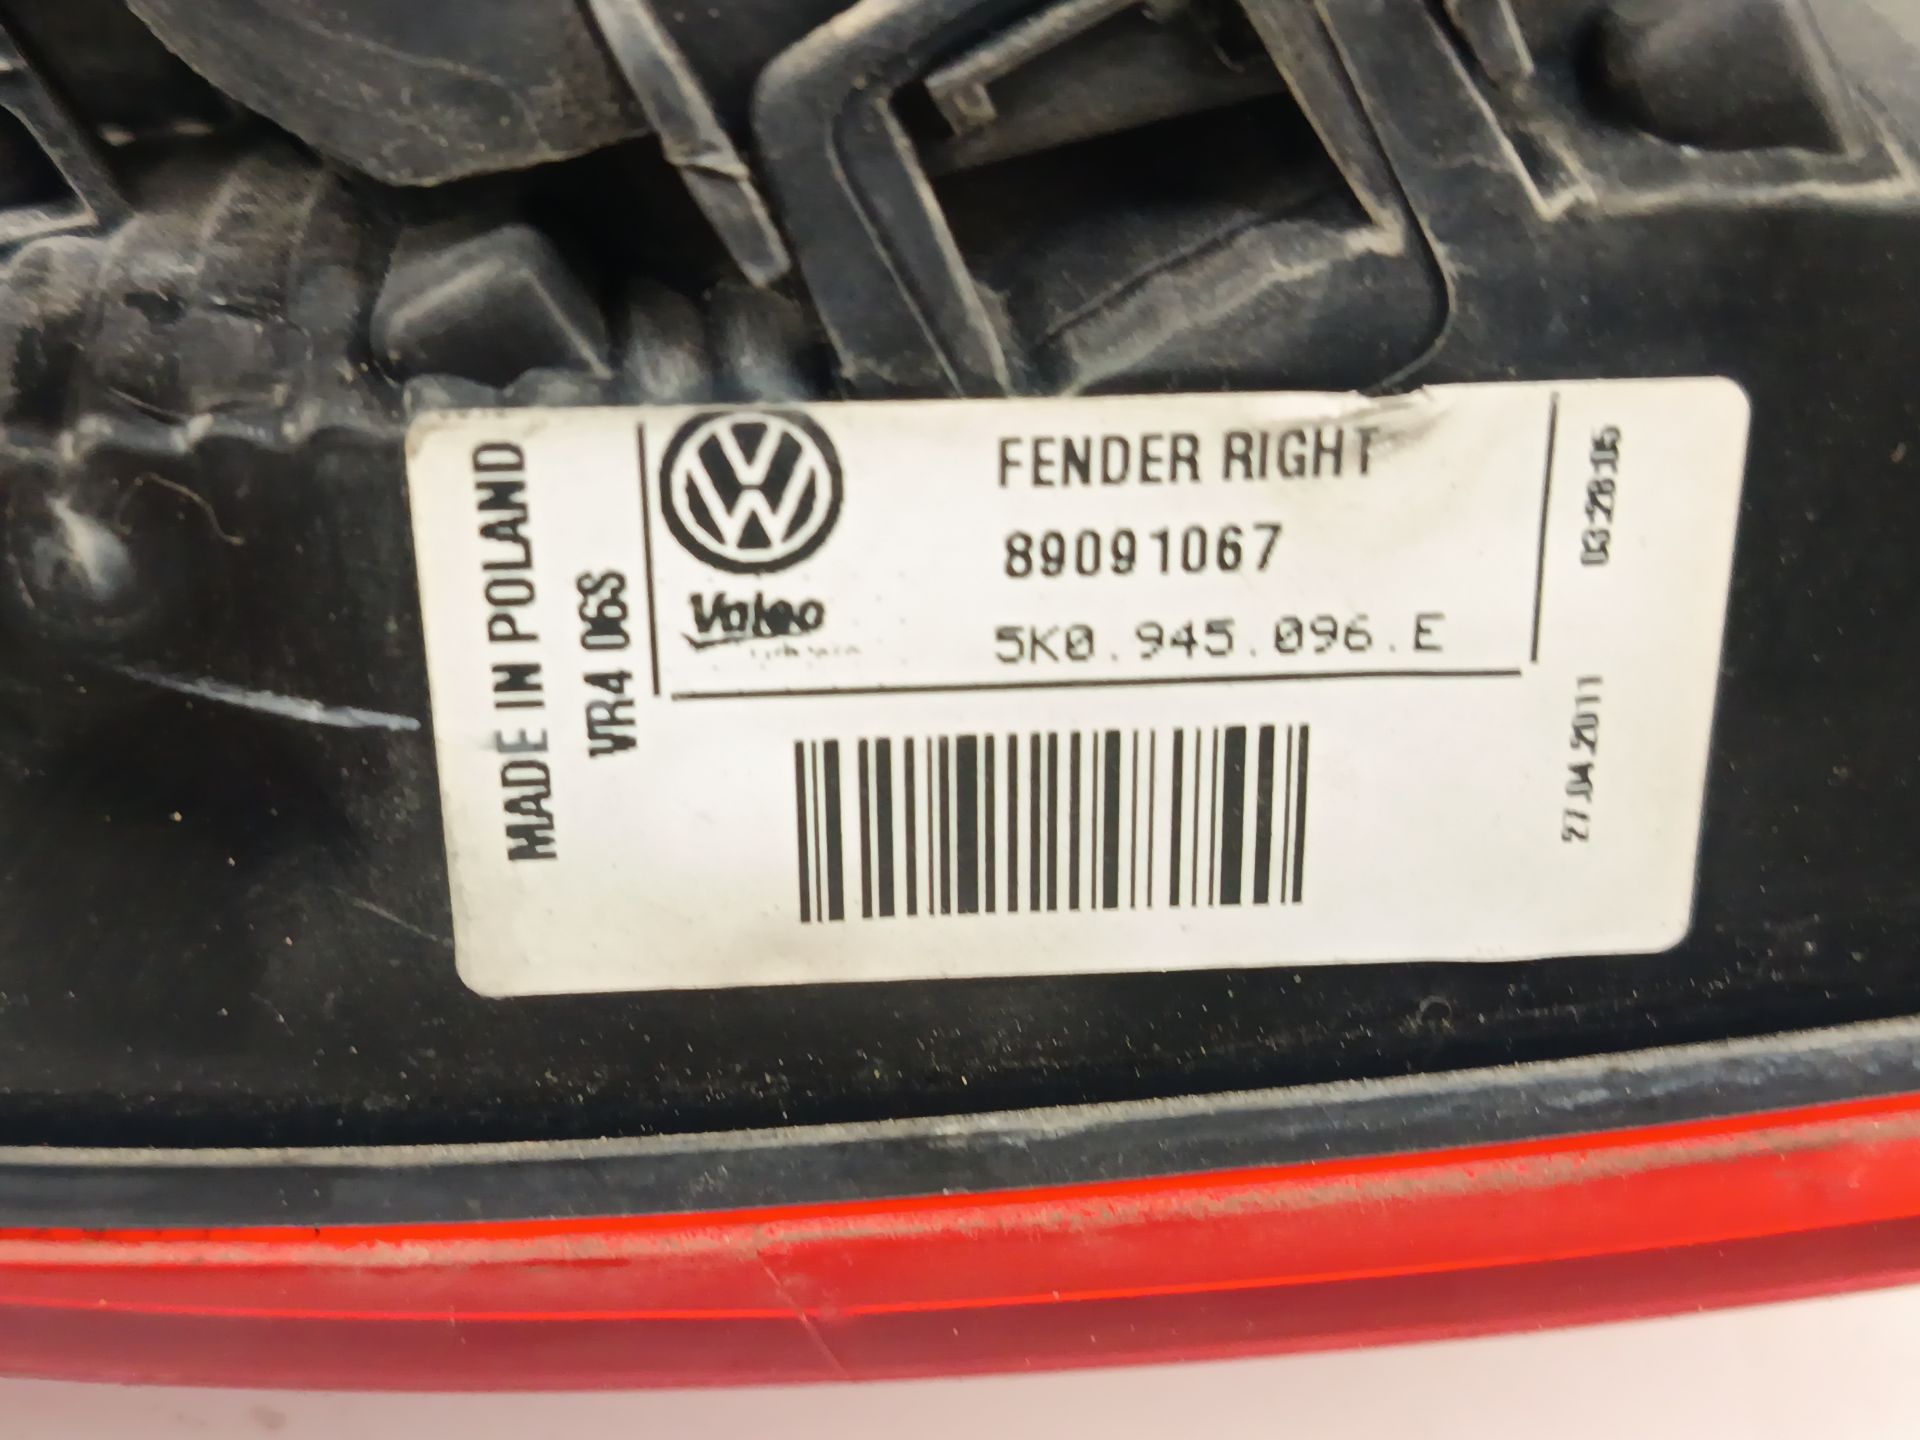 MADE IN POLAND
VR4 06S
Valeo
FENDER RIGHT
89091067
5K0.945.096.E
27.04.2011